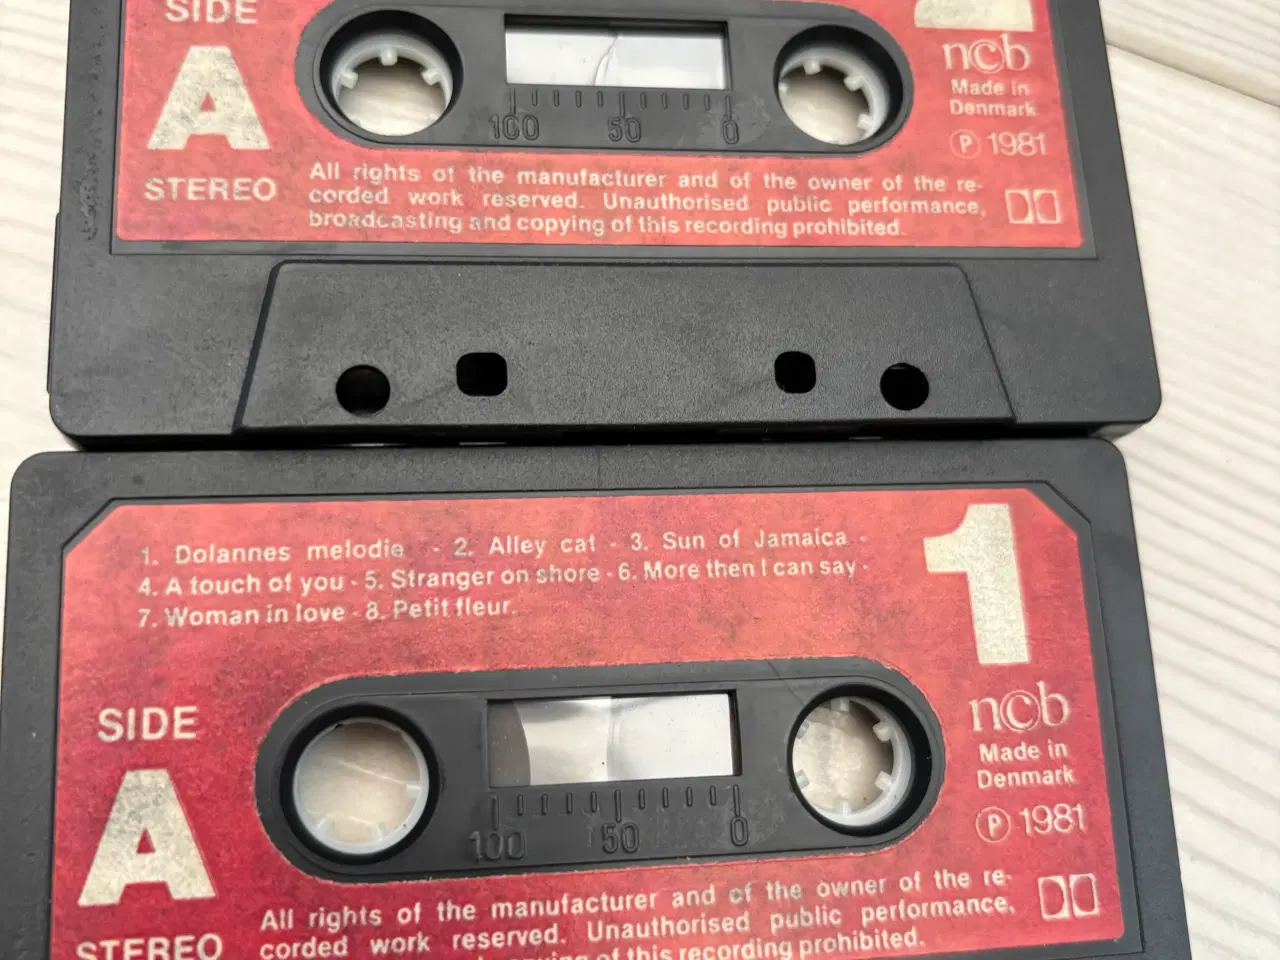 SIDE
A
STEREO
100 50 0
ncb
Made in
Denmark
Ⓟ 1981
All rights of the manufacturer and of the owner of the re-
corded work reserved. Unauthorised public performance,
broadcasting and copying of this recording prohibited.
1. Dolannes melodie - 2. Alley cat - 3. Sun of Jamaica -
4. A touch of you - 5. Stranger on shore - 6. More then I can say -
7. Woman in love - 8. Petit fleur.
1
SIDE
A
STEREO
100 50 0
ncb
Made in
Denmark
Ⓟ 1981
All rights of the manufacturer and of the owner of the re-
corded work reserved. Unauthorised public performance,
copying of this recording prohibited.